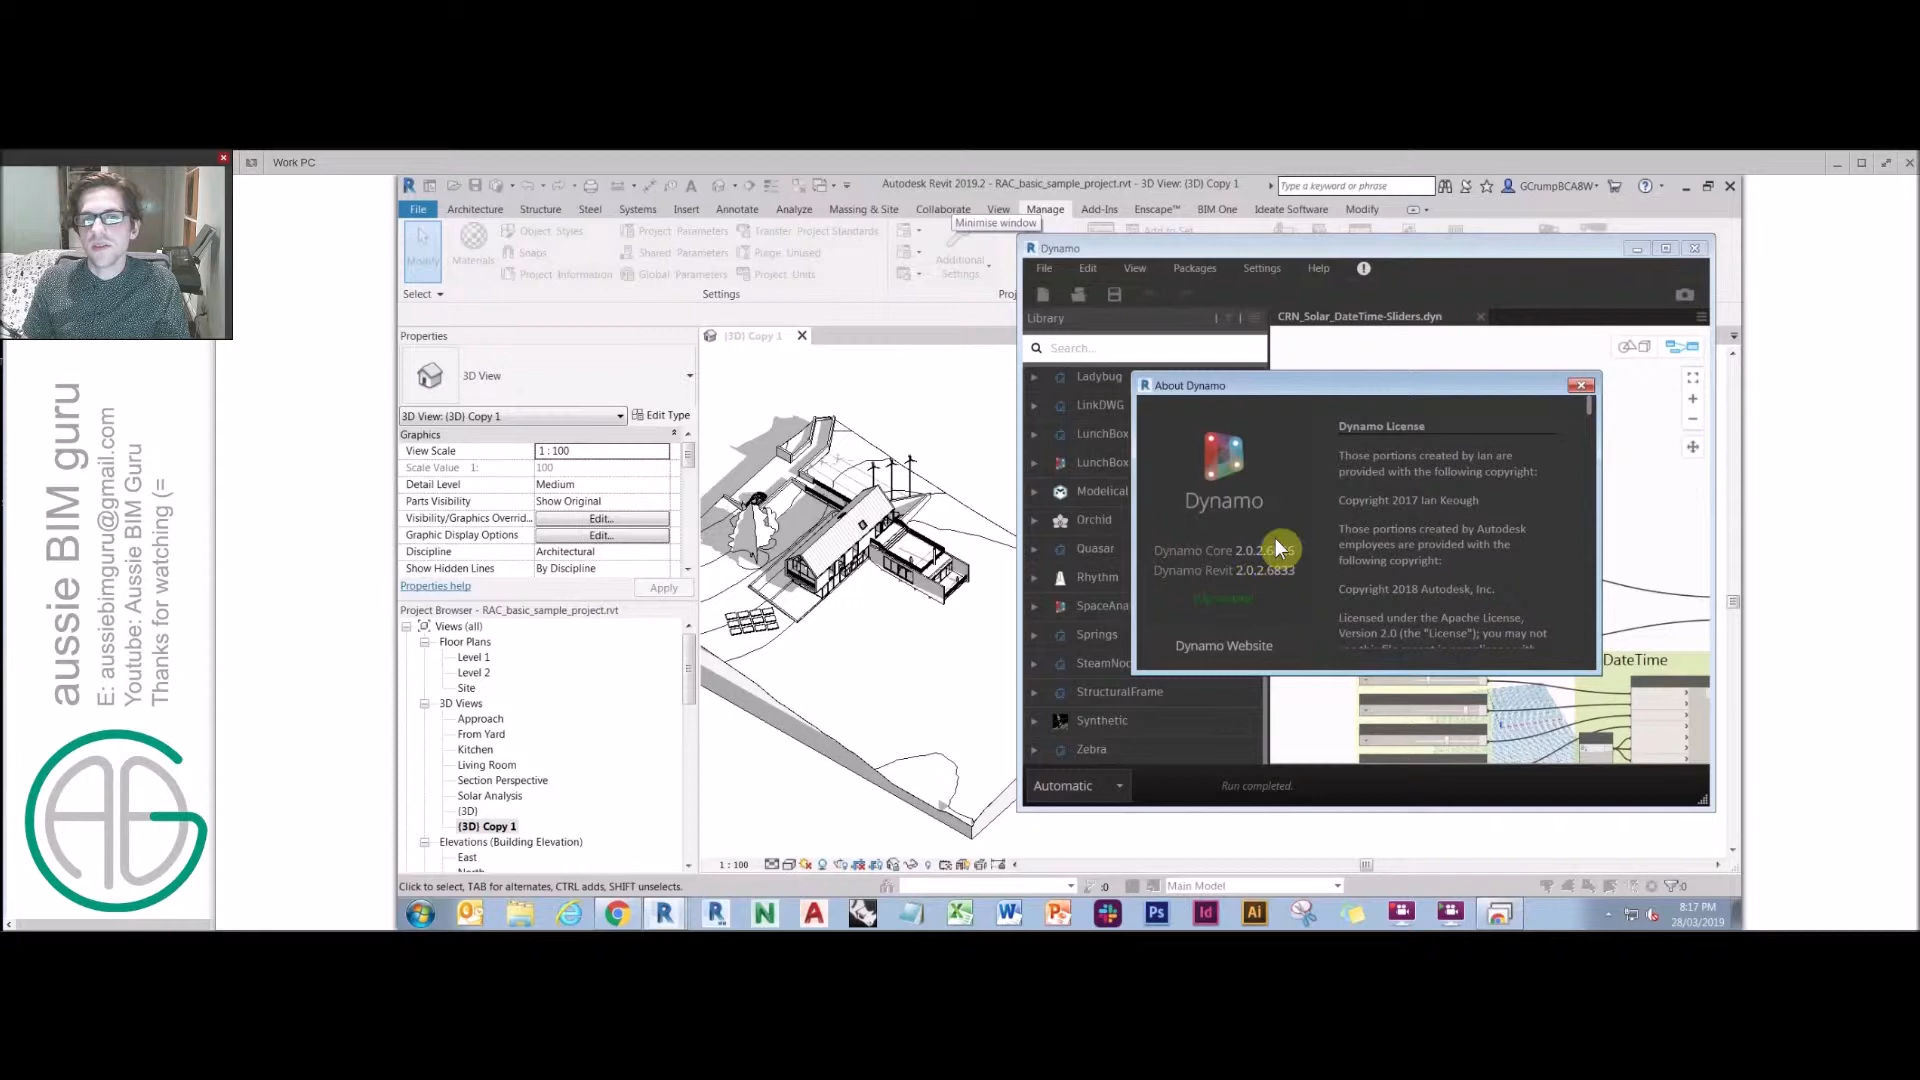 Work PC
aussie BIM guru
E: aussiebimguru@gmail.com
Youtube: Aussie BIM Guru
Thanks for watching (=
Autodesk Revit 2019.2 - RAC_basic_sample_project.rvt - 3D View: {3D} Copy 1
Type a keyword or phrase
GCrumpBCA8W
File Architecture Structure Steel Systems Insert Annotate Analyze Massing & Site Collaborate View Manage Add-Ins Enscape™ BIM One Ideate Software Modify
Minimise window
Modify
Materials
Object Styles
Snaps
Project Information
Project Parameters
Shared Parameters
Global Parameters
Transfer Project Standards
Purge Unused
Project Units
Additional
Settings
Select
Settings
Properties
3D View
3D View: {3D} Copy 1
Edit Type
Graphics
View Scale 1 : 100
Scale Value 1: 100
Detail Level Medium
Parts Visibility Show Original
Visibility/Graphics Overrid... Edit...
Graphic Display Options Edit...
Discipline Architectural
Show Hidden Lines By Discipline
Properties help
Apply
Project Browser - RAC_basic_sample_project.rvt
Views (all)
Floor Plans
Level 1
Level 2
Site
3D Views
Approach
From Yard
Kitchen
Living Room
Section Perspective
Solar Analysis
{3D}
{3D} Copy 1
Elevations (Building Elevation)
East
{3D} Copy 1
Dynamo
File Edit View Packages Settings Help
Library
CRN_Solar_DateTime-Sliders.dyn
Search...
Ladybug
LinkDWG
LunchBox
LunchBox
Modelical
Orchid
Quasar
Rhythm
SpaceAna
Springs
SteamNod
StructuralFrame
Synthetic
Zebra
Automatic
Run completed.
About Dynamo
Dynamo
Dynamo Core
Dynamo Revit 2.0.2.6833
Dynamo Website
Dynamo License
Those portions created by Ian are
provided with the following copyright:
Copyright 2017 Ian Keough
Those portions created by Autodesk
employees are provided with the
following copyright:
Copyright 2018 Autodesk, Inc.
Licensed under the Apache License,
Version 2.0 (the "License"); you may not
DateTime
1 : 100
Click to select, TAB for alternates, CTRL adds, SHIFT unselects.
:0
Main Model
:0
8:17 PM
28/03/2019